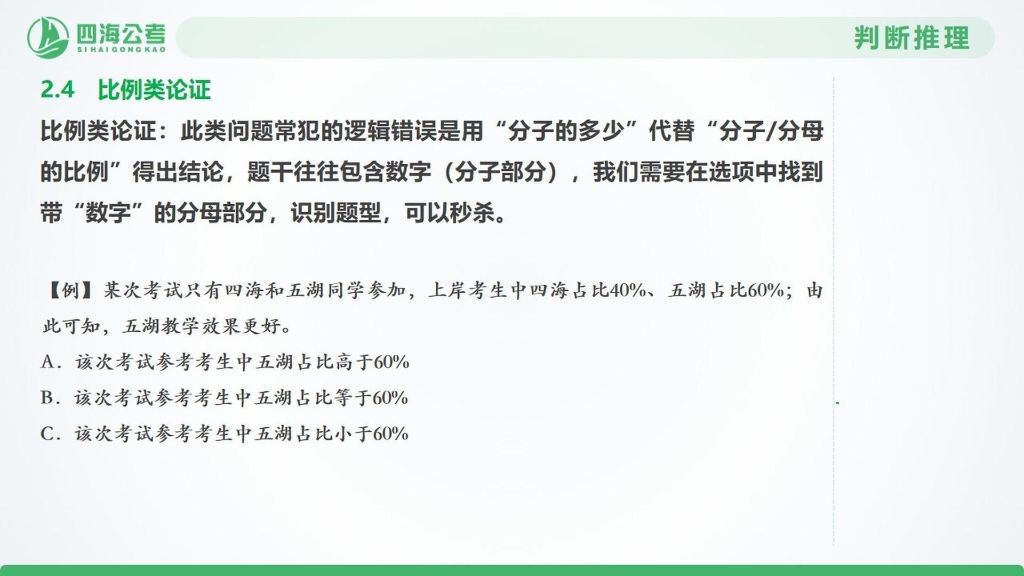 四海公考
SIHAIGONGKAO
判断推理
2.4 比例类论证
比例类论证：此类问题常犯的逻辑错误是用“分子的多少”代替“分子/分母
的比例”得出结论，题干往往包含数字（分子部分），我们需要在选项中找到
带“数字”的分母部分，识别题型，可以秒杀。
【例】某次考试只有四海和五湖同学参加，上岸考生中四海占比40%、五湖占比60%；由
此可知，五湖教学效果更好。
A．该次考试参考考生中五湖占比高于60%
B．该次考试参考考生中五湖占比等于60%
C．该次考试参考考生中五湖占比小于60%